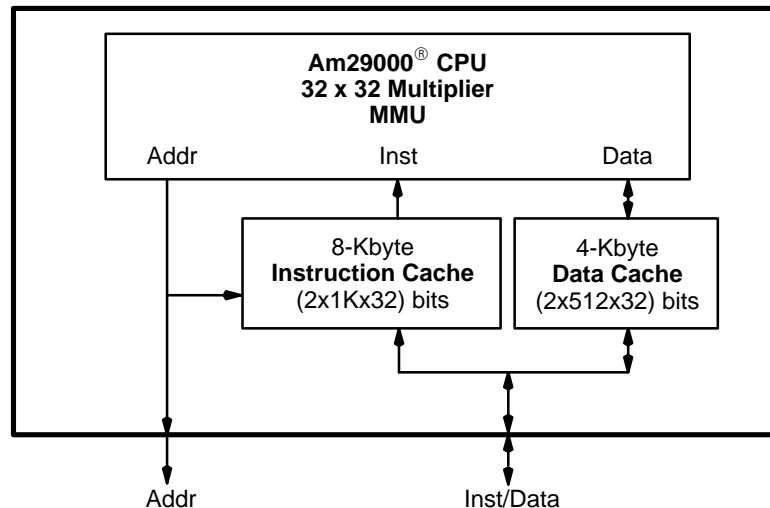 Am29000® CPU
32 x 32 Multiplier
MMU
Addr Inst Data
8-Kbyte
Instruction Cache
(2x1Kx32) bits
4-Kbyte
Data Cache
(2x512x32) bits
Addr Inst/Data